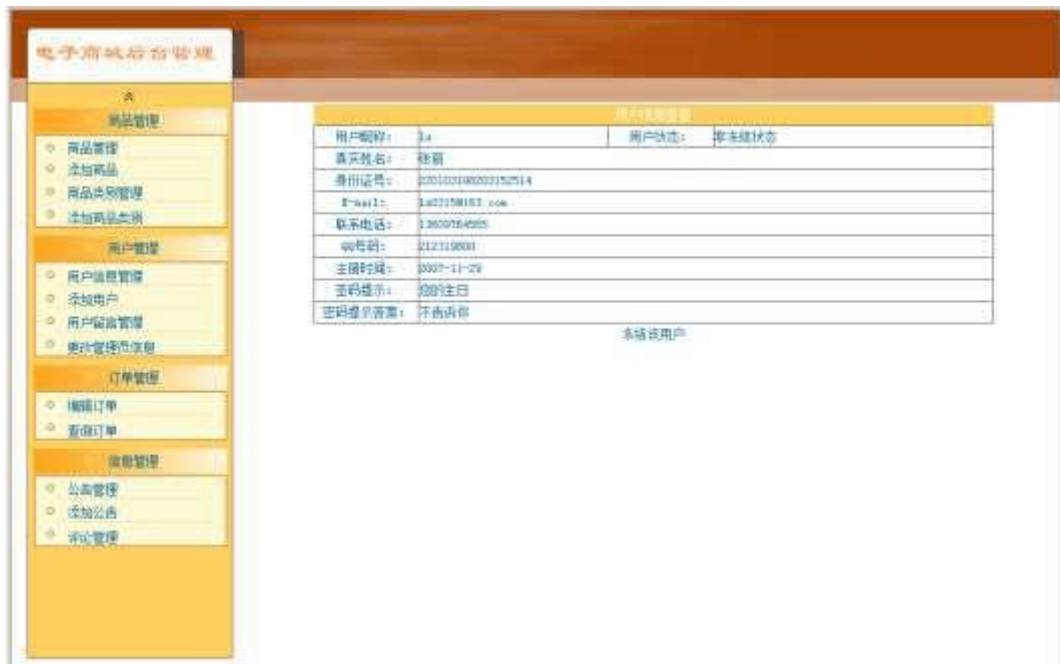 电子商城后台管理
商品管理
商品管理
添加商品
商品类别管理
添加商品类别
用户管理
用户信息管理
添加用户
用户留言管理
更改管理员信息
订单管理
编辑订单
查询订单
信息管理
公告管理
添加公告
评论管理
用户昵称: 用户状态: 非冻结状态
真实姓名: 张丽
身份证号:
E-mail:
联系电话:
QQ号码:
注册时间: 2007-11-29
密码提示: 您的生日
密码提示答案: 不告诉你
冻结该用户